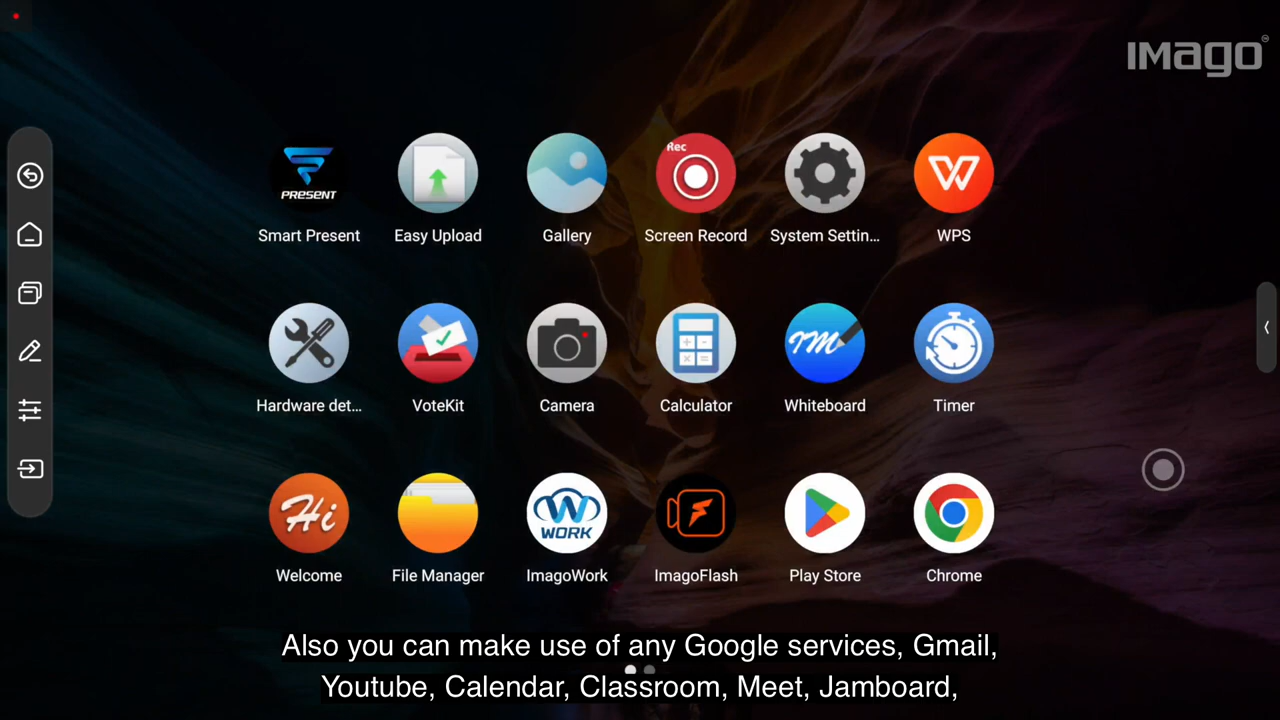 IMago
PRESENT
Rec
Smart Present
Easy Upload
Gallery
Screen Record
System Settin...
WPS
TM
Hardware det...
VoteKit
Camera
Calculator
Whiteboard
Timer
Hi
WORK
Welcome
File Manager
ImagoWork
ImagoFlash
Play Store
Chrome
Also you can make use of any Google services, Gmail,
Youtube, Calendar, Classroom, Meet, Jamboard,